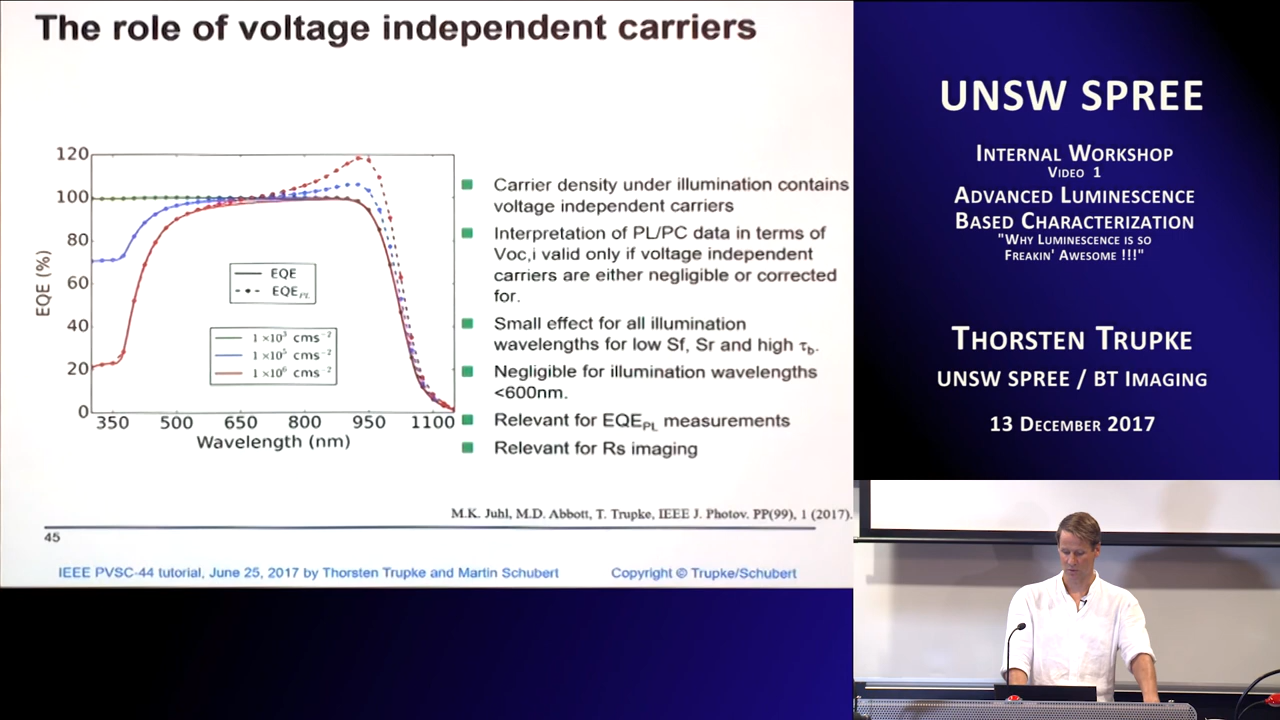 The role of voltage independent carriers
120
100
80
60
40
20
0
EQE (%)
350
500
650
800
950
1100
Wavelength (nm)
EQE
EQE_PL
1 ×10³ cms⁻²
1 ×10⁵ cms⁻²
1 ×10⁶ cms⁻²
Carrier density under illumination contains
voltage independent carriers
Interpretation of PL/PC data in terms of
Voc,i valid only if voltage independent
carriers are either negligible or corrected
for.
Small effect for all illumination
wavelengths for low Sf, Sr and high τb.
Negligible for illumination wavelengths
<600nm.
Relevant for EQE_PL measurements
Relevant for Rs imaging
M.K. Juhl, M.D. Abbott, T. Trupke, IEEE J. Photov. PP(99), 1 (2017).
45
IEEE PVSC-44 tutorial, June 25, 2017 by Thorsten Trupke and Martin Schubert
Copyright © Trupke/Schubert
UNSW SPREE
Internal Workshop
Video 1
Advanced Luminescence
Based Characterization
"Why Luminescence is so
Freakin' Awesome !!!"
Thorsten Trupke
UNSW SPREE / BT Imaging
13 December 2017